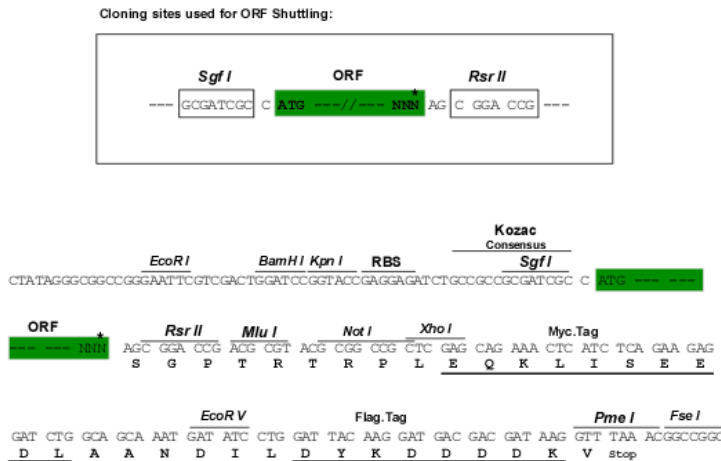 Cloning sites used for ORF Shuttling:
Sgf I ORF Rsr II
*
--- GCGATCGC C ATG ---//--- NNN AG C GGA CCG ---
Kozac
Consensus
EcoR I BamH I Kpn I RBS Sgf I
CTATAGGGCGGCCGGGAATTCGTCGACTGGATCCGGTACCGAGGAGATCTGCCGCCGCGATCGC C ATG --- ---
ORF * Rsr II Mlu I Not I Xho I Myc.Tag
--- --- NNN AGC GGA CCG ACG CGT ACG CGG CCG CTC GAG CAG AAA CTC ATC TCA GAA GAG
S G P T R T R P L E Q K L I S E E
EcoR V Flag.Tag Pme I Fse I
GAT CTG GCA GCA AAT GAT ATC CTG GAT TAC AAG GAT GAC GAC GAT AAG GTT TAA ACGGCCGGC
D L A A N D I L D Y K D D D D K V Stop